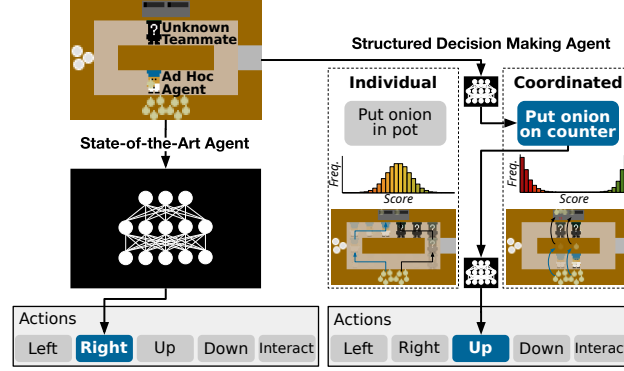 Unknown
Teammate
Ad Hoc
Agent
State-of-the-Art Agent
Actions
Left
Right
Up
Down
Interact
Structured Decision Making Agent
Individual
Put onion
in pot
Freq.
Score
Coordinated
Put onion
on counter
Freq.
Score
Actions
Left
Right
Up
Down
Interact